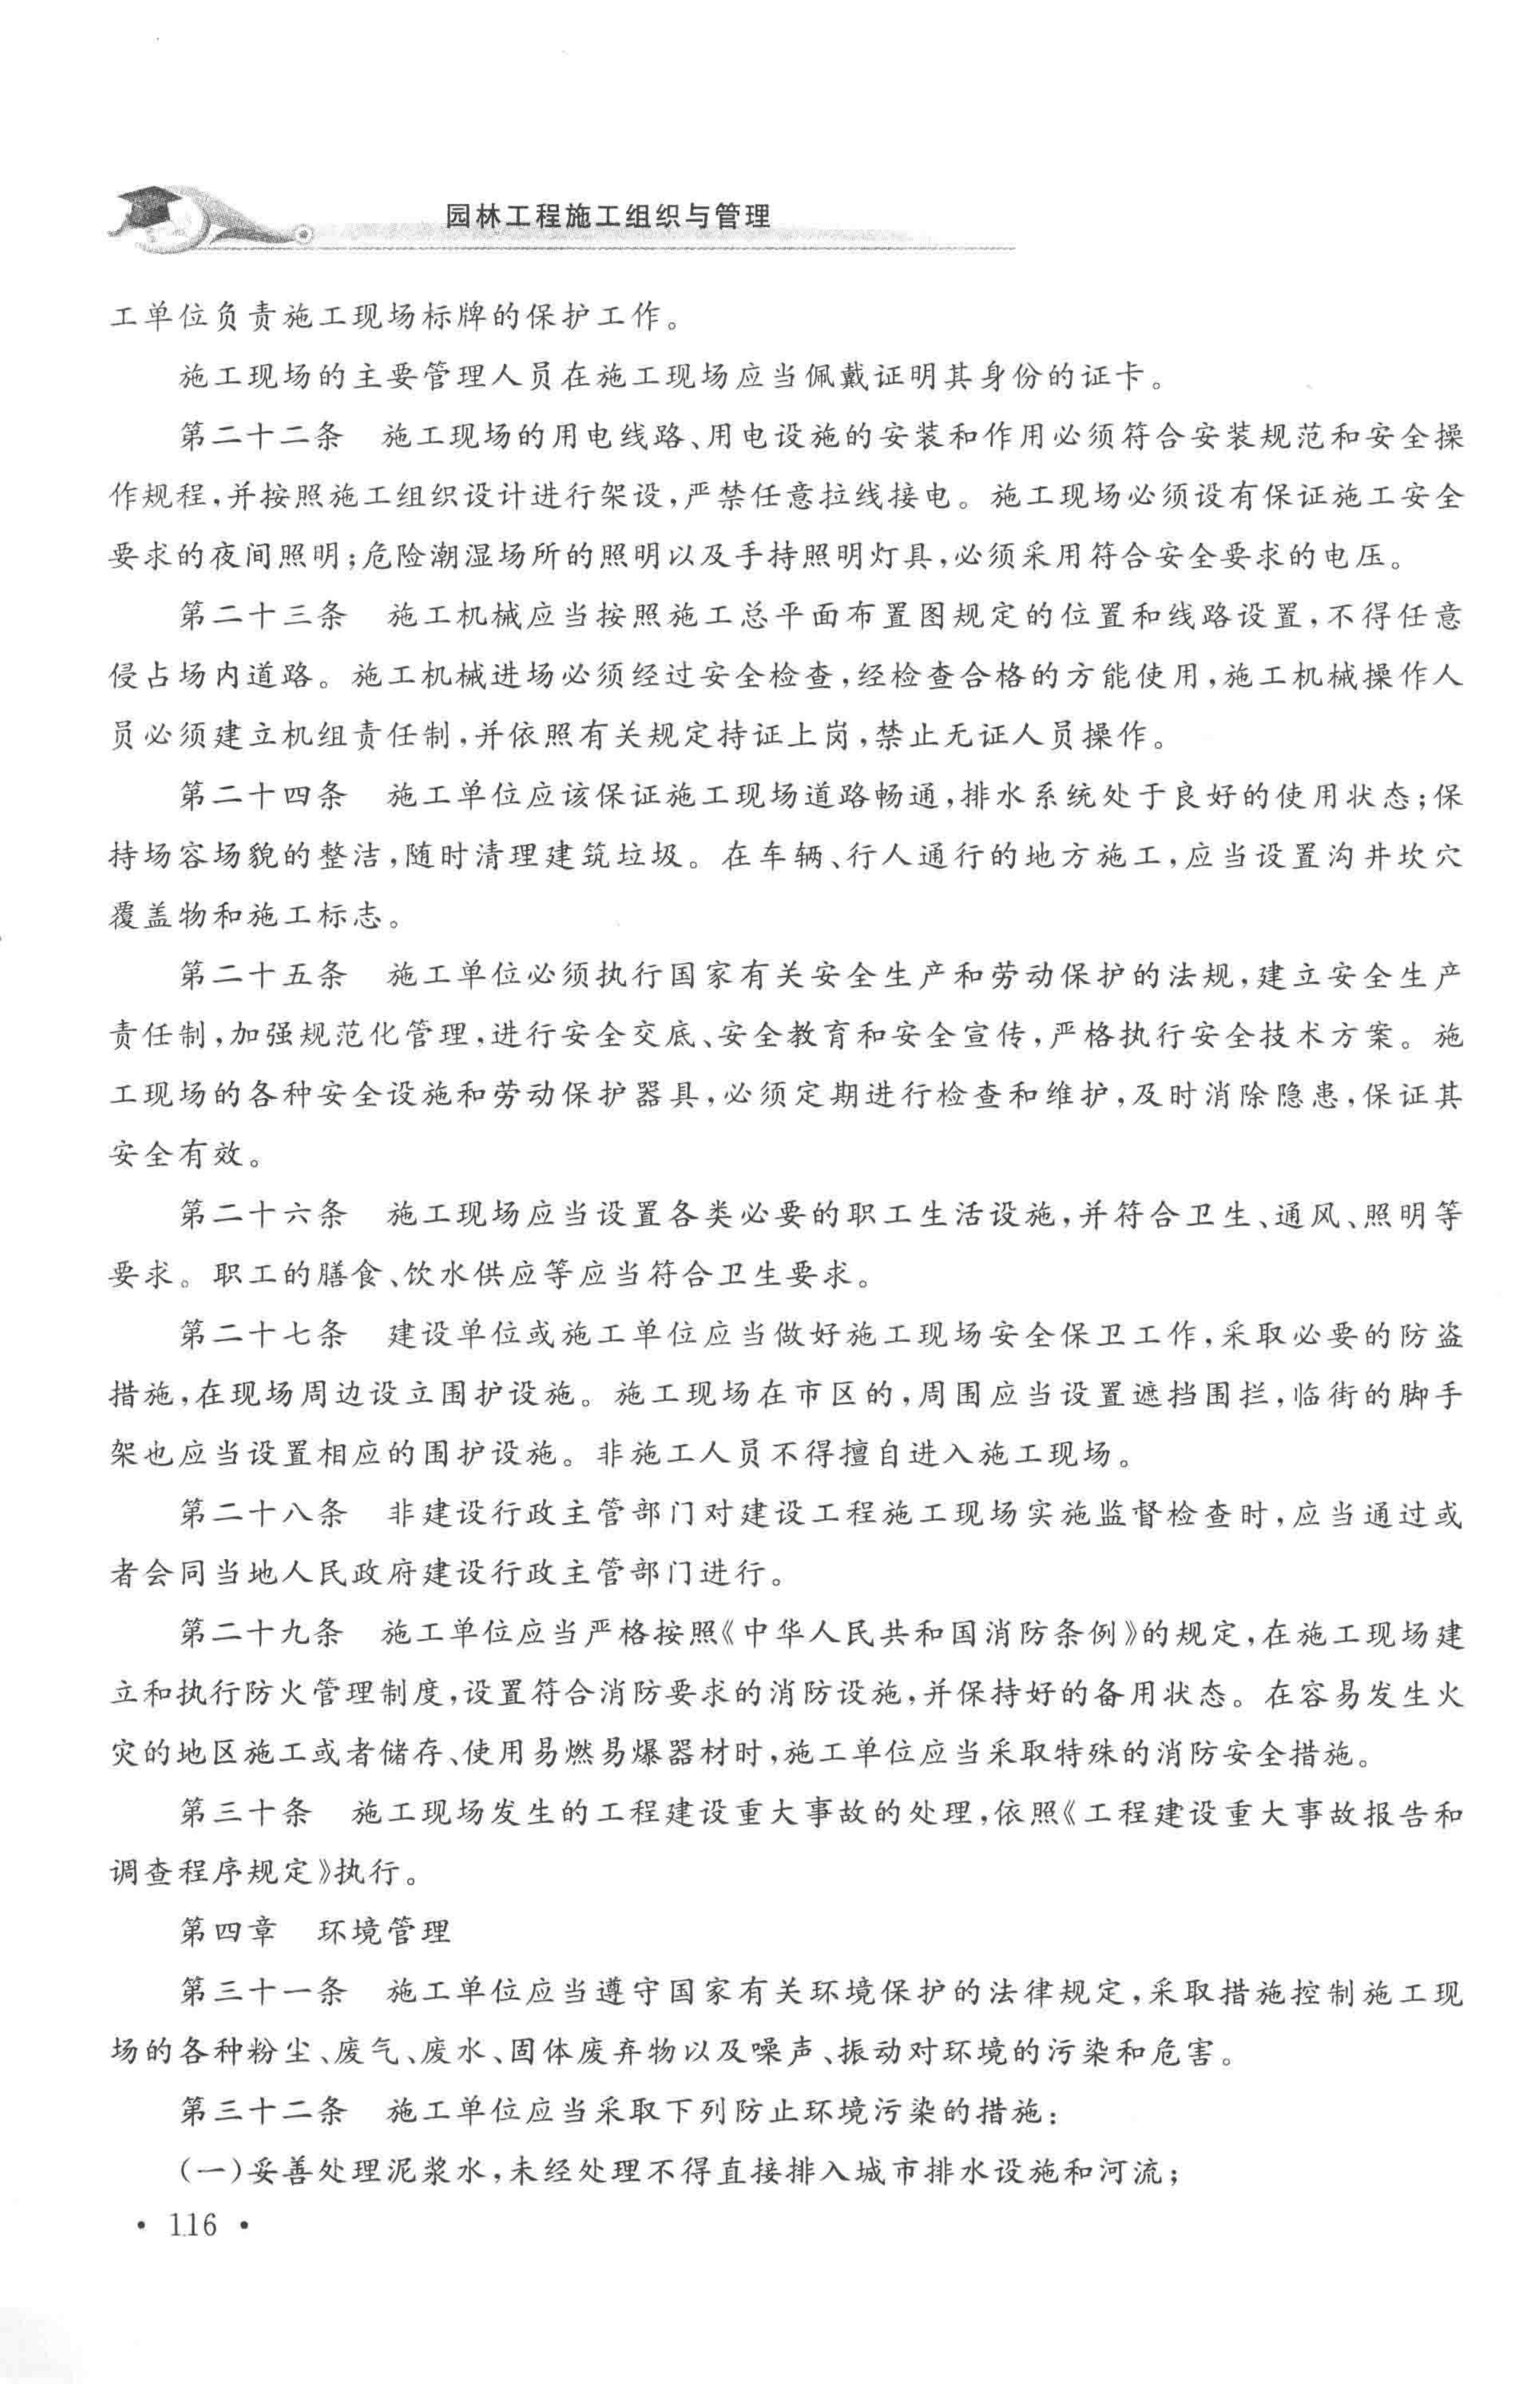 园林工程施工组织与管理
工单位负责施工现场标牌的保护工作。
施工现场的主要管理人员在施工现场应当佩戴证明其身份的证卡。
第二十二条　施工现场的用电线路、用电设施的安装和作用必须符合安装规范和安全操
作规程,并按照施工组织设计进行架设,严禁任意拉线接电。施工现场必须设有保证施工安全
要求的夜间照明;危险潮湿场所的照明以及手持照明灯具,必须采用符合安全要求的电压。
第二十三条　施工机械应当按照施工总平面布置图规定的位置和线路设置,不得任意
侵占场内道路。施工机械进场必须经过安全检查,经检查合格的方能使用,施工机械操作人
员必须建立机组责任制,并依照有关规定持证上岗,禁止无证人员操作。
第二十四条　施工单位应该保证施工现场道路畅通,排水系统处于良好的使用状态;保
持场容场貌的整洁,随时清理建筑垃圾。在车辆、行人通行的地方施工,应当设置沟井坎穴
覆盖物和施工标志。
第二十五条　施工单位必须执行国家有关安全生产和劳动保护的法规,建立安全生产
责任制,加强规范化管理,进行安全交底、安全教育和安全宣传,严格执行安全技术方案。施
工现场的各种安全设施和劳动保护器具,必须定期进行检查和维护,及时消除隐患,保证其
安全有效。
第二十六条　施工现场应当设置各类必要的职工生活设施,并符合卫生、通风、照明等
要求。职工的膳食、饮水供应等应当符合卫生要求。
第二十七条　建设单位或施工单位应当做好施工现场安全保卫工作,采取必要的防盗
措施,在现场周边设立围护设施。施工现场在市区的,周围应当设置遮挡围拦,临街的脚手
架也应当设置相应的围护设施。非施工人员不得擅自进入施工现场。
第二十八条　非建设行政主管部门对建设工程施工现场实施监督检查时,应当通过或
者会同当地人民政府建设行政主管部门进行。
第二十九条　施工单位应当严格按照《中华人民共和国消防条例》的规定,在施工现场建
立和执行防火管理制度,设置符合消防要求的消防设施,并保持好的备用状态。在容易发生火
灾的地区施工或者储存、使用易燃易爆器材时,施工单位应当采取特殊的消防安全措施。
第三十条　施工现场发生的工程建设重大事故的处理,依照《工程建设重大事故报告和
调查程序规定》执行。
第四章　环境管理
第三十一条　施工单位应当遵守国家有关环境保护的法律规定,采取措施控制施工现
场的各种粉尘、废气、废水、固体废弃物以及噪声、振动对环境的污染和危害。
第三十二条　施工单位应当采取下列防止环境污染的措施:
(一)妥善处理泥浆水,未经处理不得直接排入城市排水设施和河流;
· 116 ·